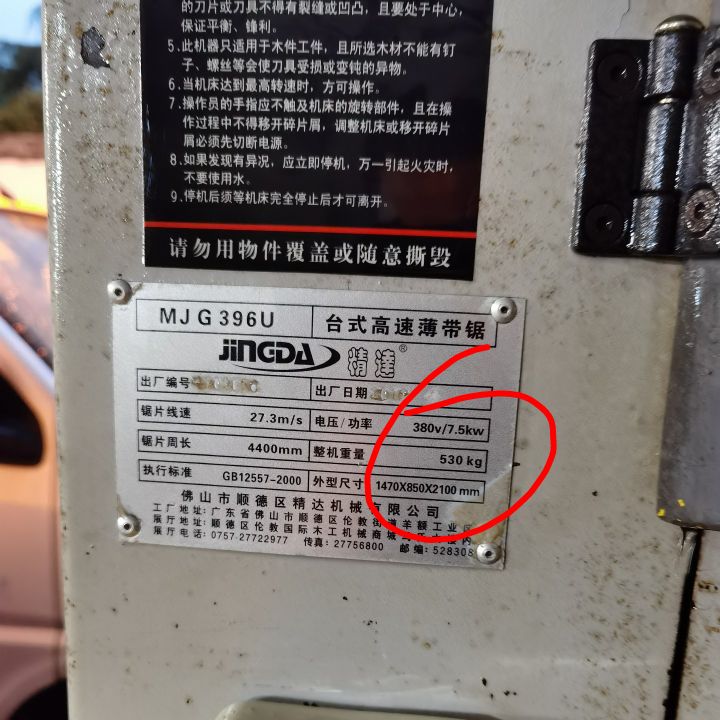 的刀片或刀具不得有裂缝或凹凸，且要处于中心，
保证平衡、锋利。
5.此机器只适用于木件工件，且所选木材不能有钉
子、螺丝等会使刀具受损或变钝的异物。
6.当机床达到最高转速时，方可操作。
7.操作员的手指应不触及机床的旋转部件，且在操
作过程中不得移开碎片屑，调整机床或移开碎片
屑必须先切断电源。
8.如果发现有异况，应立即停机，万一引起火灾时，
不要使用水。
9.停机后须等机床完全停止后才可离开。
请勿用物件覆盖或随意撕毁
MJG396U 台式高速薄带锯
JINGDA 精達®
出厂编号 出厂日期
锯片线速 27.3m/s 电压/功率 380v/7.5kw
锯片周长 4400mm 整机重量 530kg
执行标准 GB12557-2000 外型尺寸 1470X850X2100mm
佛山市顺德区精达机械有限公司
工厂地址:广东省佛山市顺德区伦教街道羊额工业区
展厅地址:顺德区伦教国际木工机械商城
展厅电话:0757-27722977 传真:27756800 邮编:528308